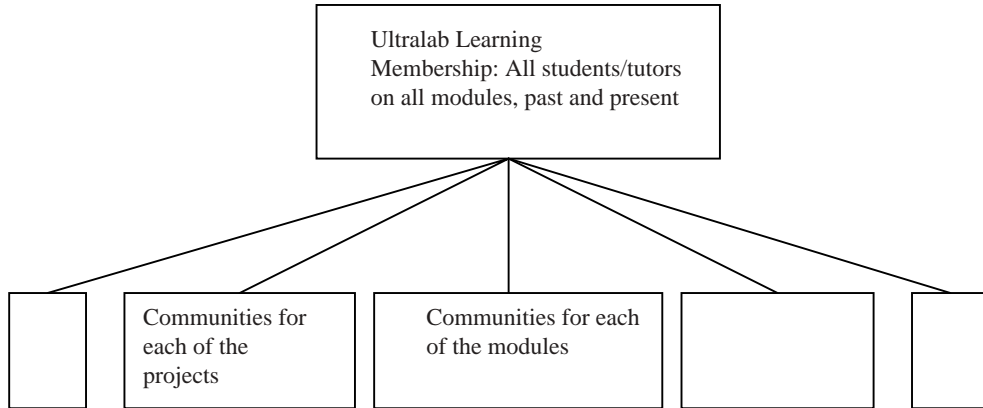 Ultralab Learning
Membership: All students/tutors
on all modules, past and present
Communities for
each of the
projects
Communities for each
of the modules